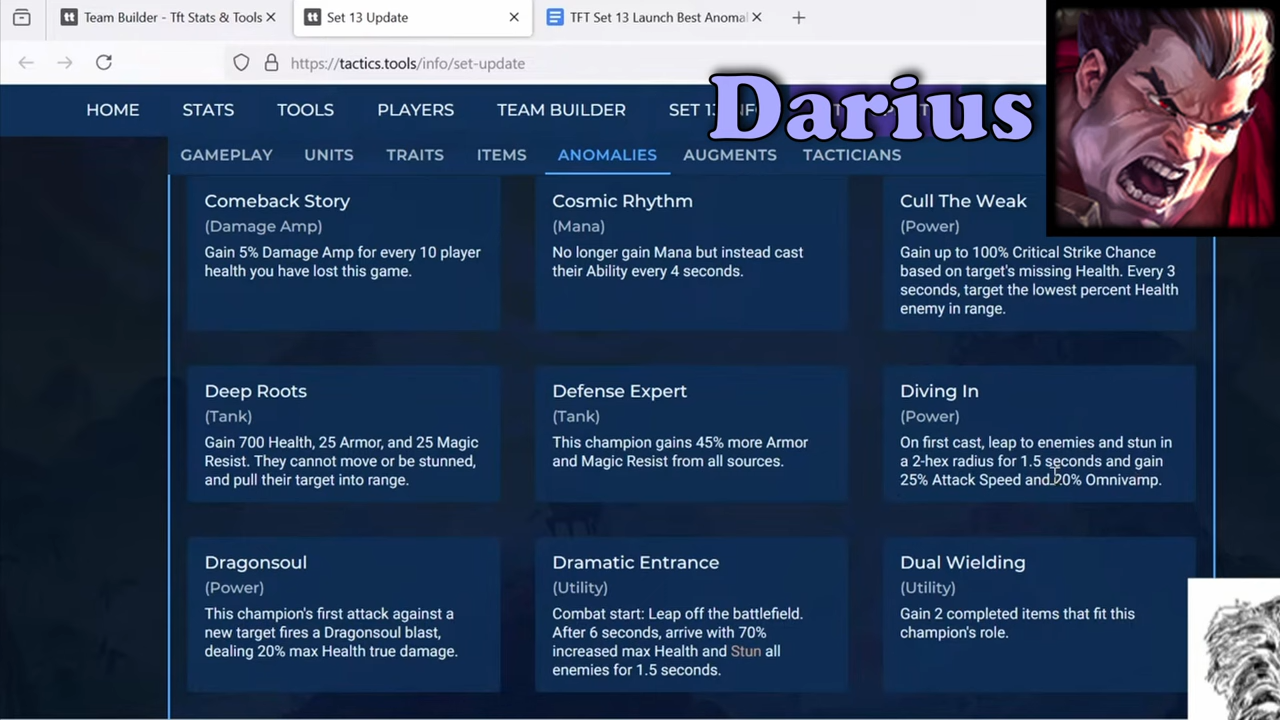 Team Builder - Tft Stats & Tools
Set 13 Update
TFT Set 13 Launch Best Anomal
https://tactics.tools/info/set-update
Darius
HOME
STATS
TOOLS
PLAYERS
TEAM BUILDER
SET 13
GAMEPLAY
UNITS
TRAITS
ITEMS
ANOMALIES
AUGMENTS
TACTICIANS
Comeback Story
(Damage Amp)
Gain 5% Damage Amp for every 10 player
health you have lost this game.
Cosmic Rhythm
(Mana)
No longer gain Mana but instead cast
their Ability every 4 seconds.
Cull The Weak
(Power)
Gain up to 100% Critical Strike Chance
based on target's missing Health. Every 3
seconds, target the lowest percent Health
enemy in range.
Deep Roots
(Tank)
Gain 700 Health, 25 Armor, and 25 Magic
Resist. They cannot move or be stunned,
and pull their target into range.
Defense Expert
(Tank)
This champion gains 45% more Armor
and Magic Resist from all sources.
Diving In
(Power)
On first cast, leap to enemies and stun in
a 2-hex radius for 1.5 seconds and gain
25% Attack Speed and 20% Omnivamp.
Dragonsoul
(Power)
This champion's first attack against a
new target fires a Dragonsoul blast,
dealing 20% max Health true damage.
Dramatic Entrance
(Utility)
Combat start: Leap off the battlefield.
After 6 seconds, arrive with 70%
increased max Health and Stun all
enemies for 1.5 seconds.
Dual Wielding
(Utility)
Gain 2 completed items that fit this
champion's role.